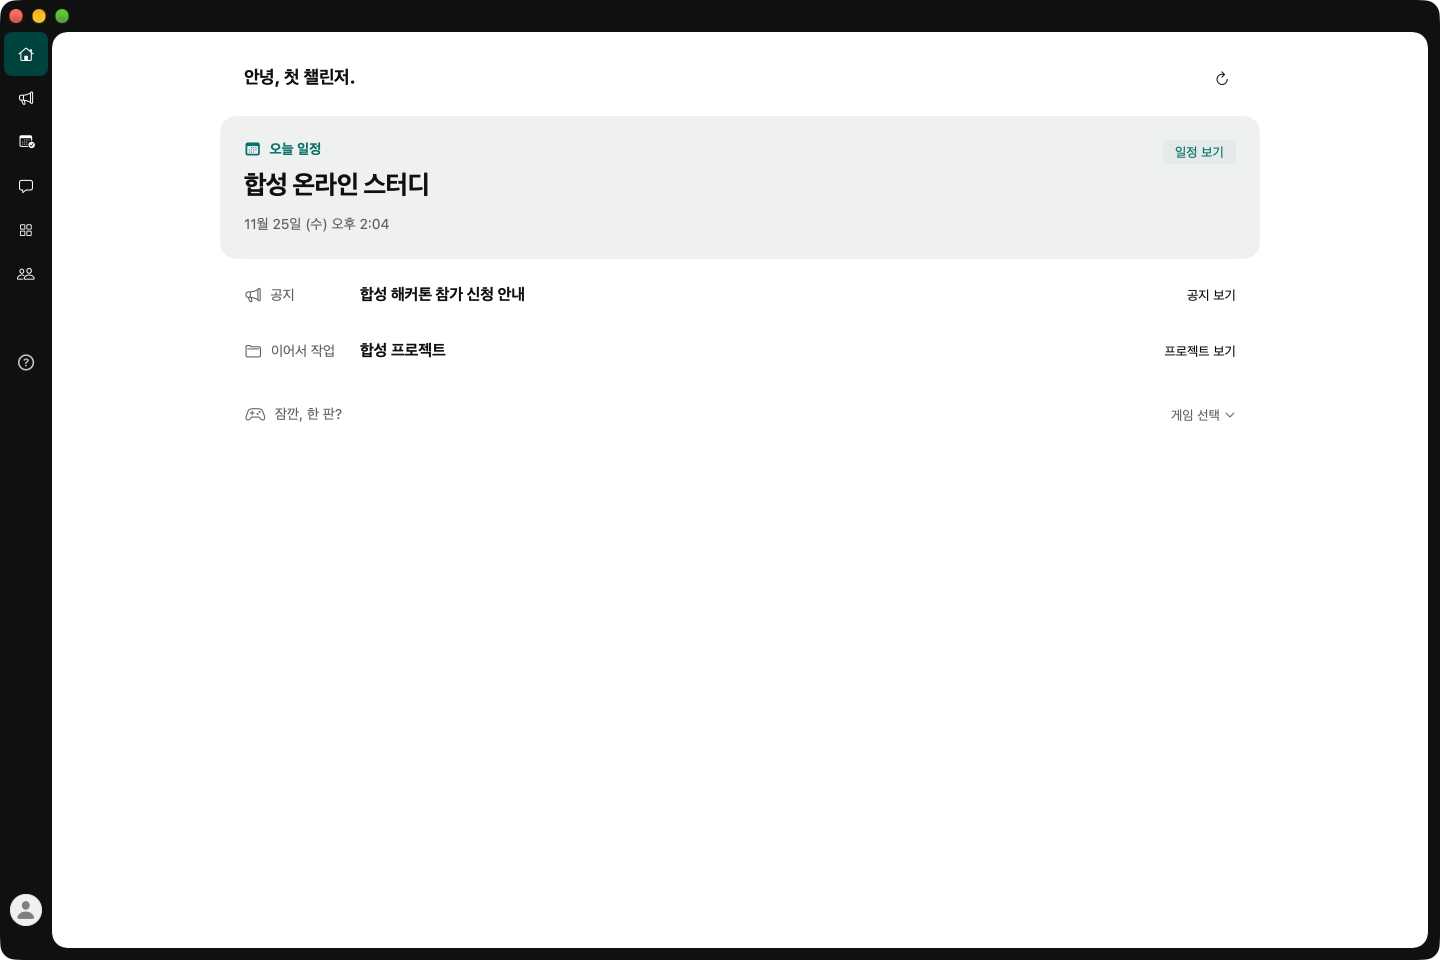 안녕, 첫 챌린저.
오늘 일정
일정 보기
합성 온라인 스터디
11월 25일 (수) 오후 2:04
공지
합성 해커톤 참가 신청 안내
공지 보기
이어서 작업
합성 프로젝트
프로젝트 보기
잠깐, 한 판?
게임 선택